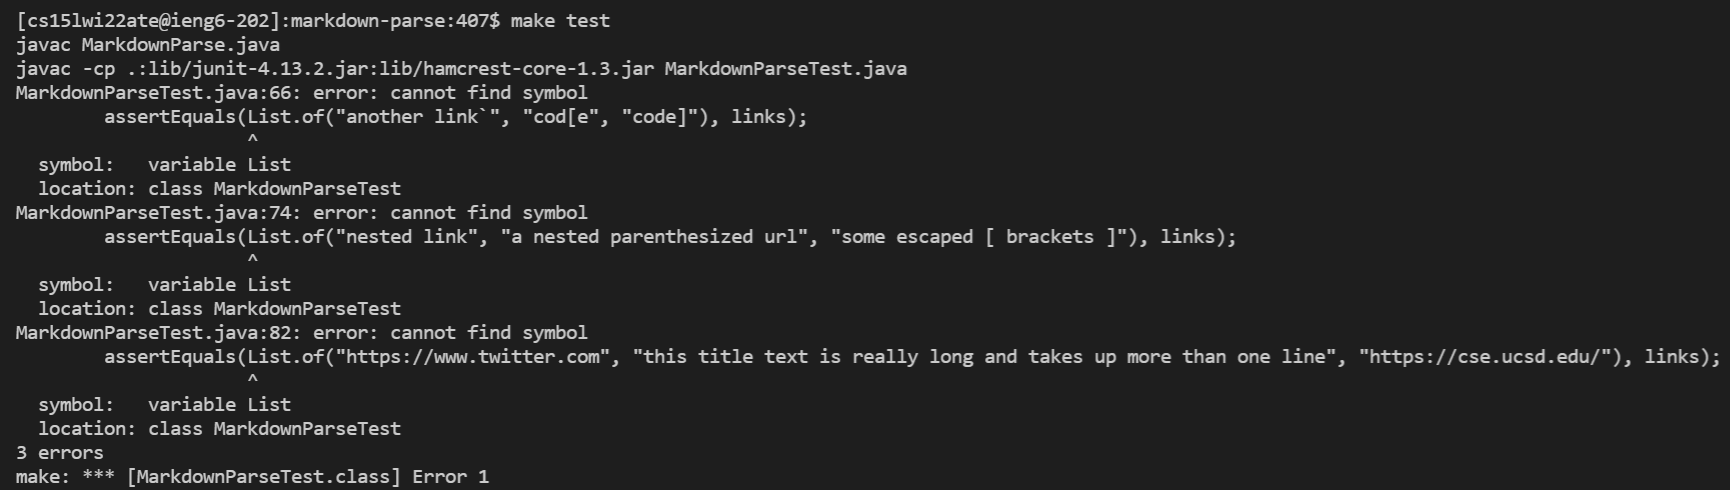 [cs15lwi22ate@ieng6-202]:markdown-parse:407$ make test
javac MarkdownParse.java
javac -cp .:lib/junit-4.13.2.jar:lib/hamcrest-core-1.3.jar MarkdownParseTest.java
MarkdownParseTest.java:66: error: cannot find symbol
        assertEquals(List.of("another link`", "cod[e", "code]"), links);
                     ^
  symbol:   variable List
  location: class MarkdownParseTest
MarkdownParseTest.java:74: error: cannot find symbol
        assertEquals(List.of("nested link", "a nested parenthesized url", "some escaped [ brackets ]"), links);
                     ^
  symbol:   variable List
  location: class MarkdownParseTest
MarkdownParseTest.java:82: error: cannot find symbol
        assertEquals(List.of("https://www.twitter.com", "this title text is really long and takes up more than one line", "https://cse.ucsd.edu/"), links);
                     ^
  symbol:   variable List
  location: class MarkdownParseTest
3 errors
make: *** [MarkdownParseTest.class] Error 1